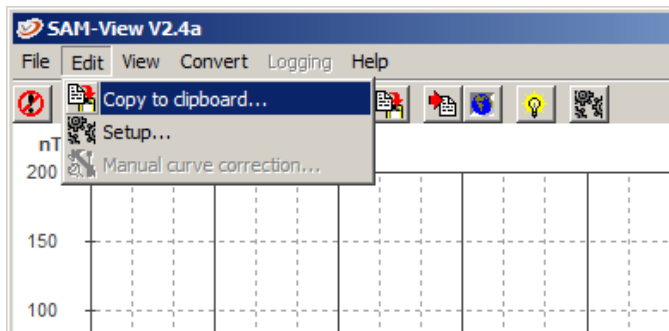 SAM-View V2.4a
File Edit View Convert Logging Help
Copy to clipboard...
Setup...
Manual curve correction...
nT
200
150
100